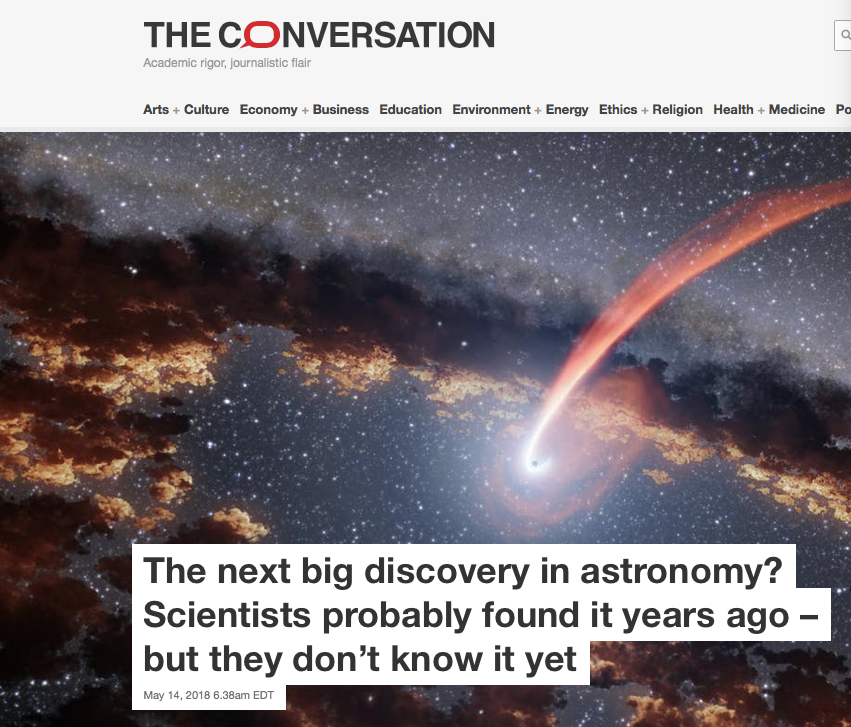 THE CONVERSATION
Academic rigor, journalistic flair
Arts + Culture Economy + Business Education Environment + Energy Ethics + Religion Health + Medicine Po
The next big discovery in astronomy?
Scientists probably found it years ago –
but they don’t know it yet
May 14, 2018 6.38am EDT